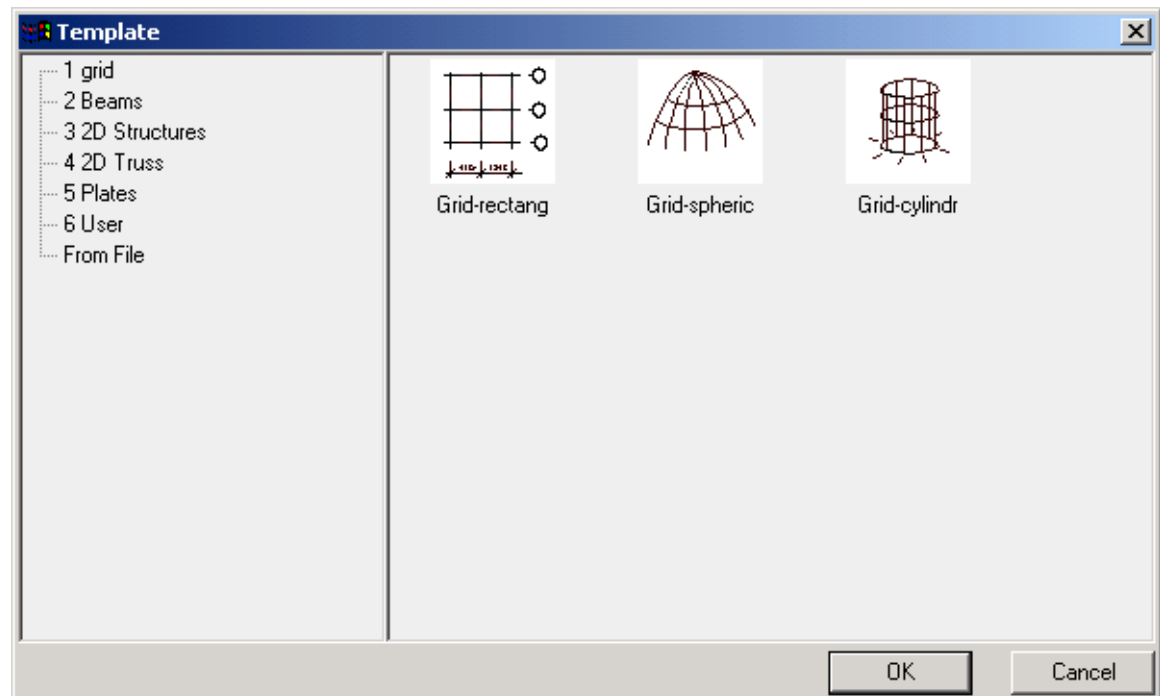 Template
1 grid
2 Beams
3 2D Structures
4 2D Truss
5 Plates
6 User
From File
Grid-rectang
Grid-spheric
Grid-cylindr
OK
Cancel